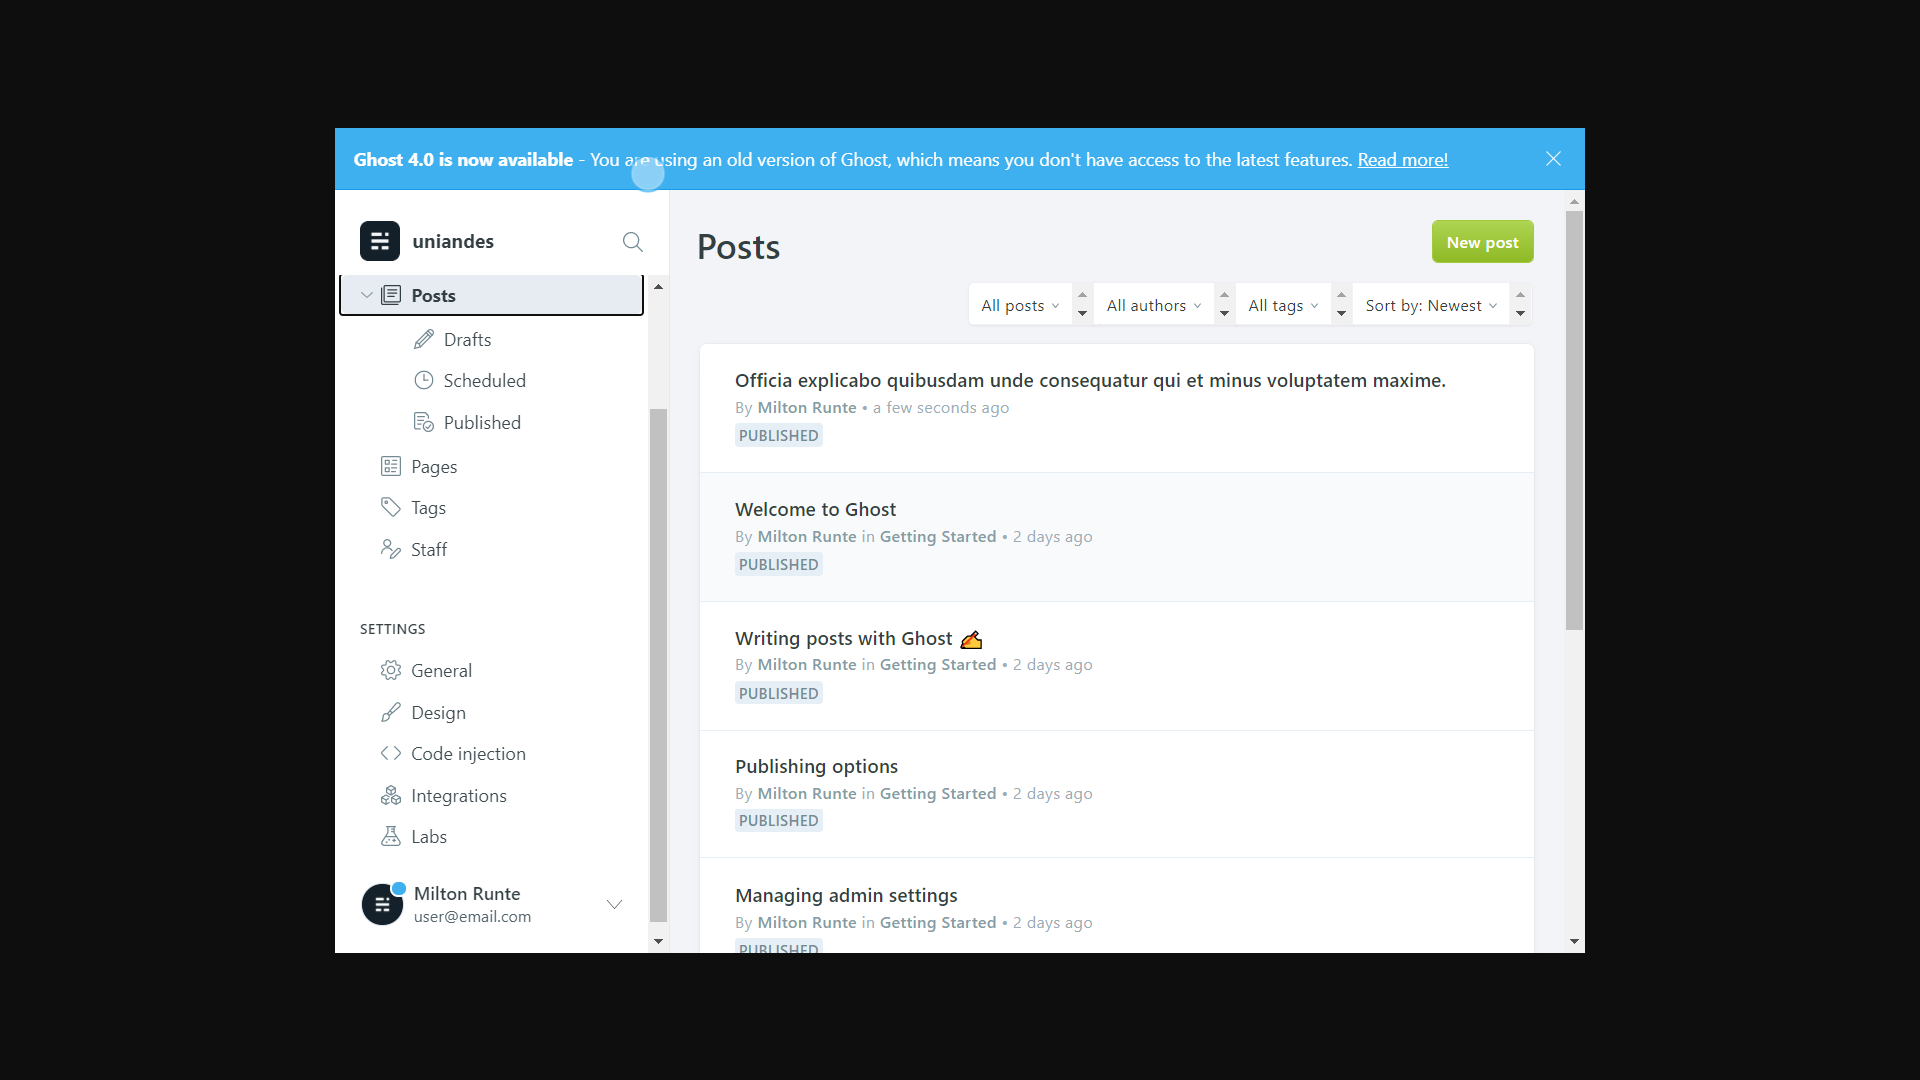 Ghost 4.0 is now available - You are using an old version of Ghost, which means you don't have access to the latest features. Read more!
uniandes
Posts
Drafts
Scheduled
Published
Pages
Tags
Staff
SETTINGS
General
Design
Code injection
Integrations
Labs
Milton Runte
user@email.com
Posts
New post
All posts
All authors
All tags
Sort by: Newest
Officia explicabo quibusdam unde consequatur qui et minus voluptatem maxime.
By Milton Runte • a few seconds ago
PUBLISHED
Welcome to Ghost
By Milton Runte in Getting Started • 2 days ago
PUBLISHED
Writing posts with Ghost ✍️
By Milton Runte in Getting Started • 2 days ago
PUBLISHED
Publishing options
By Milton Runte in Getting Started • 2 days ago
PUBLISHED
Managing admin settings
By Milton Runte in Getting Started • 2 days ago
PUBLISHED